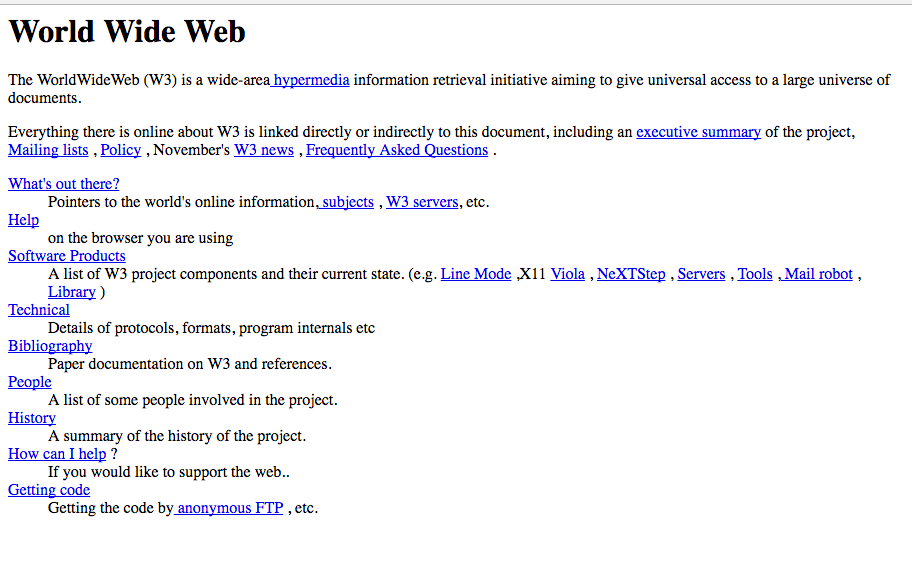 World Wide Web
The WorldWideWeb (W3) is a wide-area hypermedia information retrieval initiative aiming to give universal access to a large universe of
documents.
Everything there is online about W3 is linked directly or indirectly to this document, including an executive summary of the project,
Mailing lists , Policy , November's W3 news , Frequently Asked Questions .
What's out there?
Pointers to the world's online information, subjects , W3 servers, etc.
Help
on the browser you are using
Software Products
A list of W3 project components and their current state. (e.g. Line Mode ,X11 Viola , NeXTStep , Servers , Tools , Mail robot ,
Library )
Technical
Details of protocols, formats, program internals etc
Bibliography
Paper documentation on W3 and references.
People
A list of some people involved in the project.
History
A summary of the history of the project.
How can I help ?
If you would like to support the web..
Getting code
Getting the code by anonymous FTP , etc.